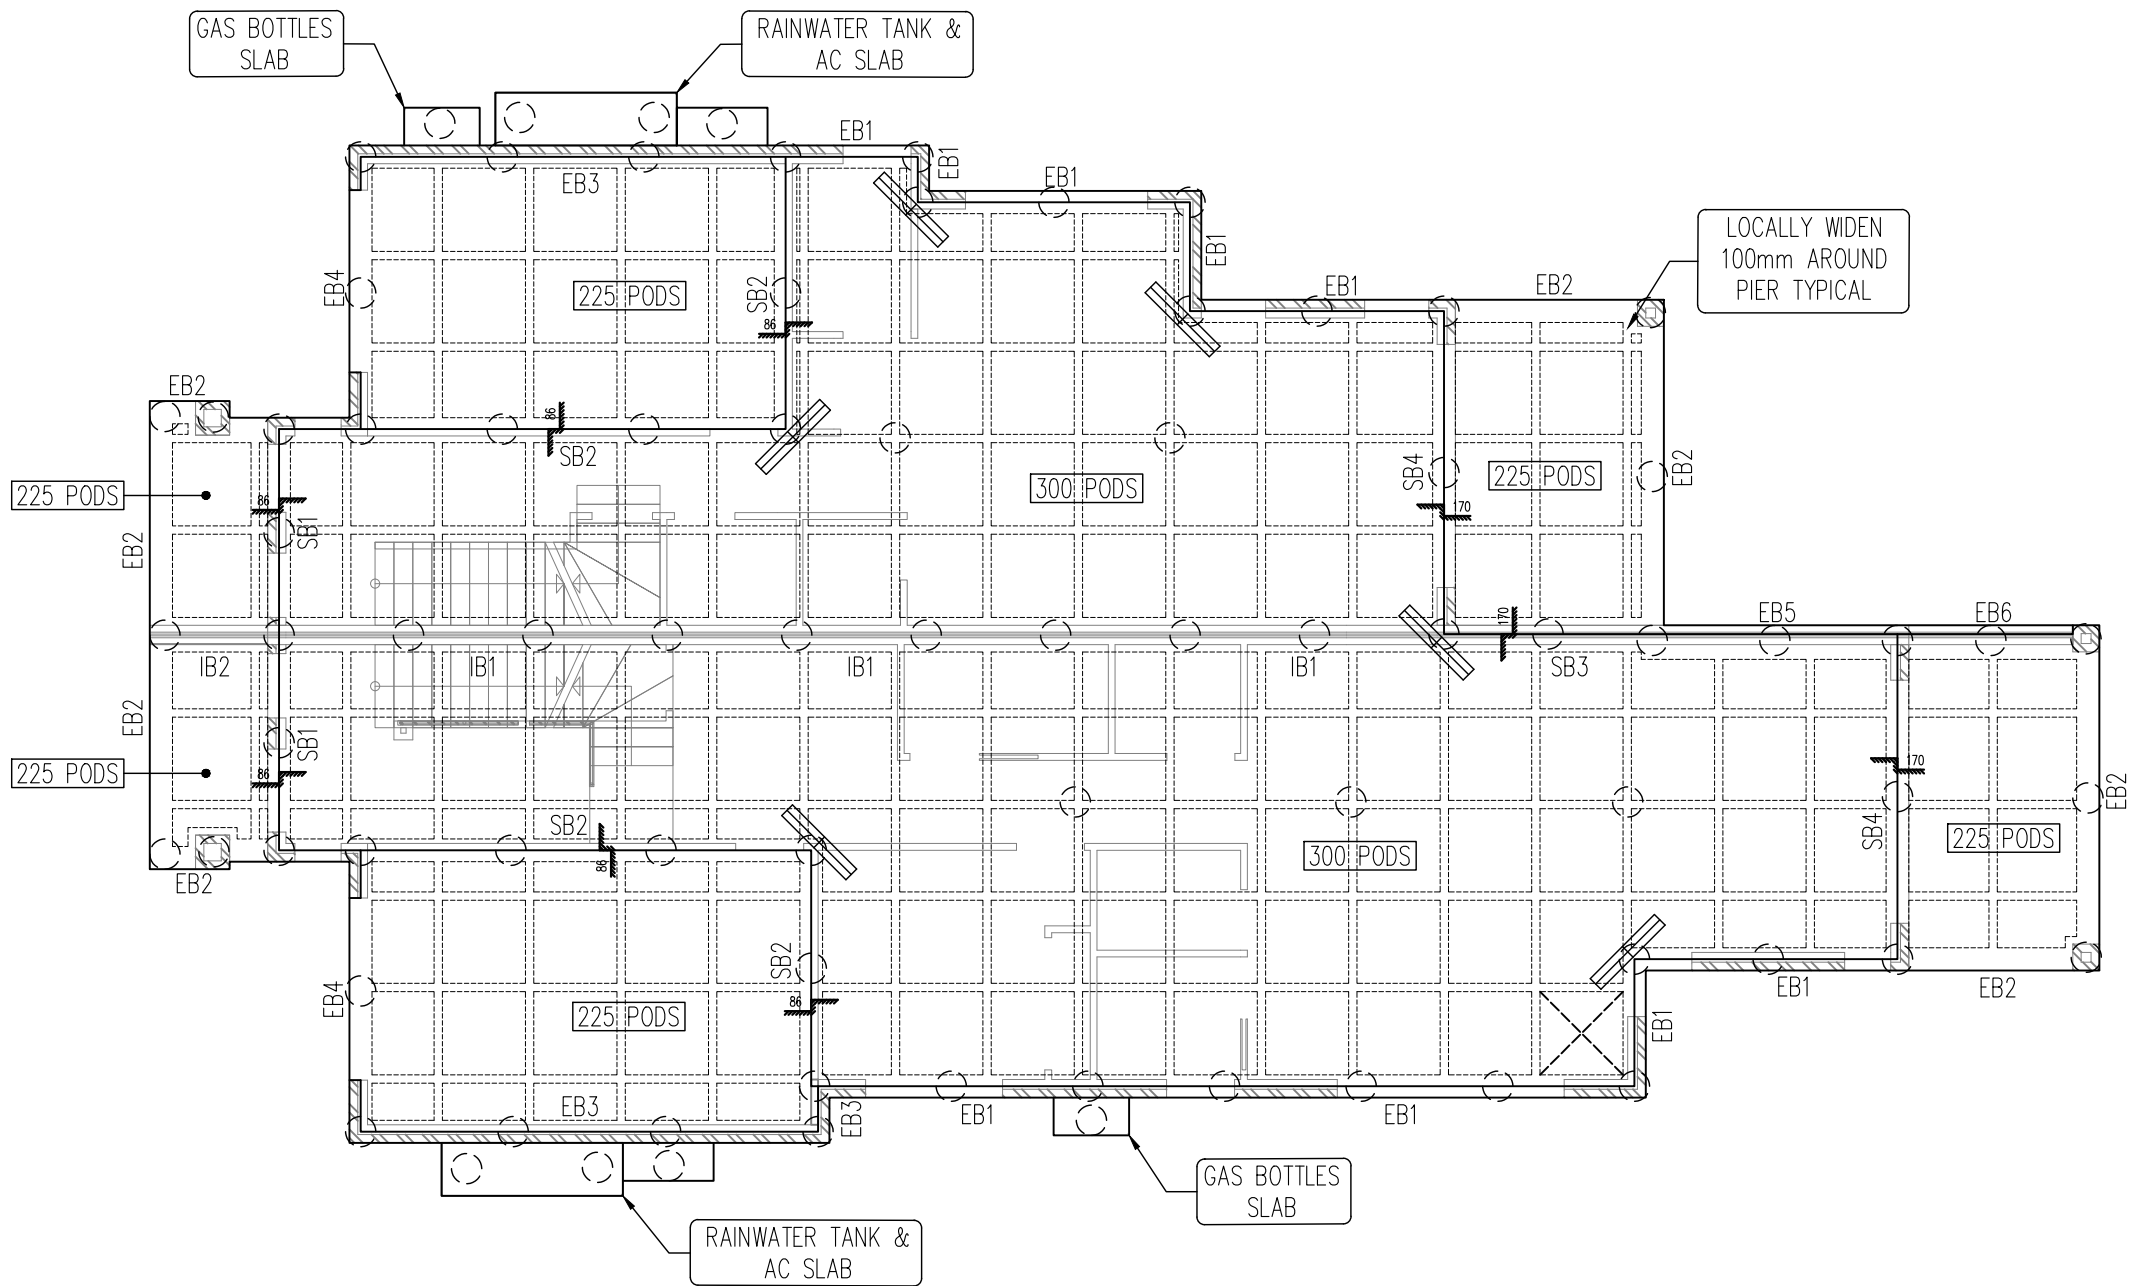 GAS BOTTLES
SLAB
RAINWATER TANK &
AC SLAB
EB1
EB1
EB3
EB1
EB1
LOCALLY WIDEN
100mm AROUND
PIER TYPICAL
EB4
225 PODS
SB2
86
EB1
EB2
EB2
86
SB2
225 PODS
86
SB1
300 PODS
SB4
170
225 PODS
EB2
EB2
170
EB5
EB6
IB2
IB1
IB1
IB1
SB3
EB2
SB1
225 PODS
86
170
EB2
SB4
SB2
86
300 PODS
225 PODS
EB2
EB4
225 PODS
SB2
86
EB1
EB2
EB1
EB3
EB3
EB1
EB1
GAS BOTTLES
SLAB
RAINWATER TANK &
AC SLAB